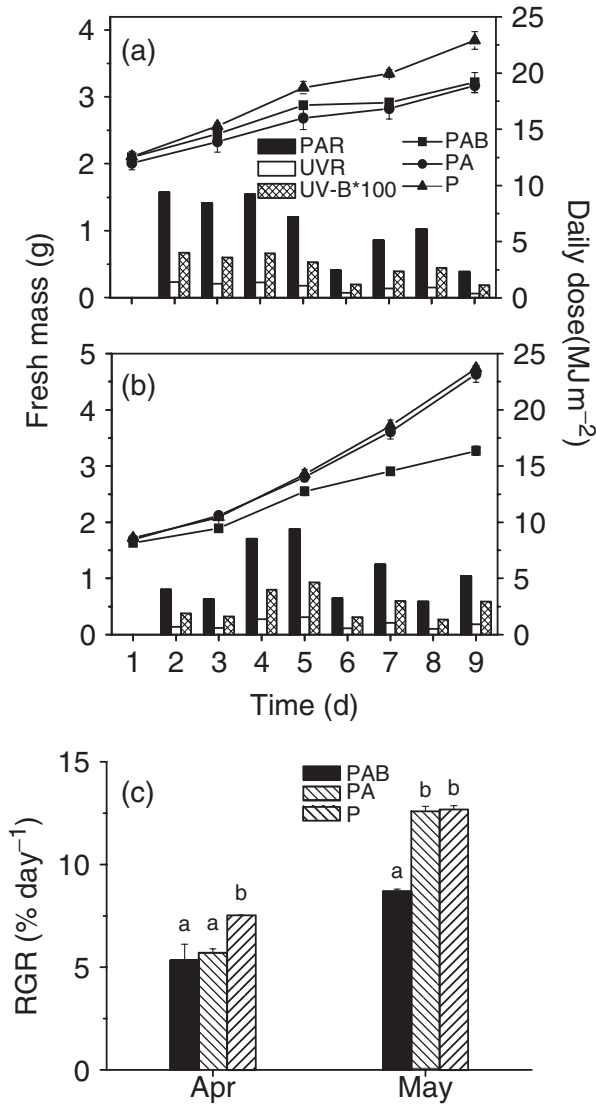 (a)
4
3
2
1
0
25
20
15
10
5
0
PAR
UVR
UV-B*100
PAB
PA
P
Fresh mass (g)
Daily dose(MJ m−2)
(b)
5
4
3
2
1
0
25
20
15
10
5
0
1 2 3 4 5 6 7 8 9
Time (d)
(c)
15
10
5
0
PAB
PA
P
a a b
a b b
RGR (% day−1)
Apr May